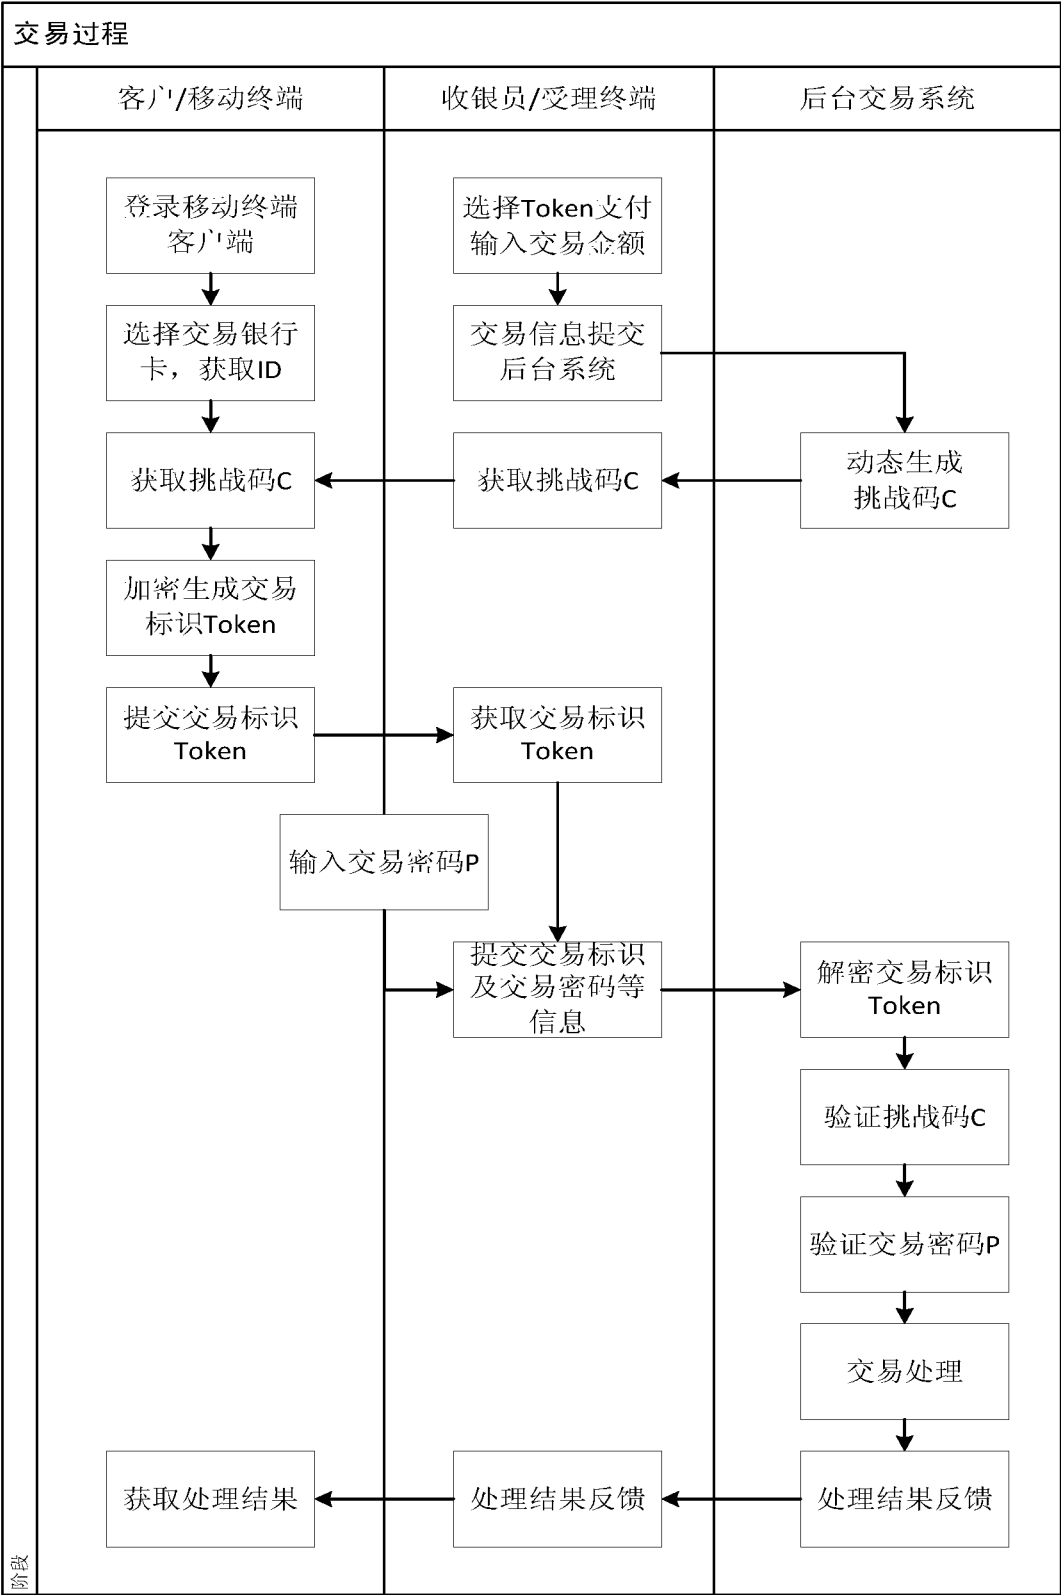 交易过程
客户/移动终端
收银员/受理终端
后台交易系统
登录移动终端
客户端
选择Token支付
输入交易金额
选择交易银行
卡，获取ID
交易信息提交
后台系统
获取挑战码C
获取挑战码C
动态生成
挑战码C
加密生成交易
标识Token
提交交易标识
Token
获取交易标识
Token
输入交易密码P
提交交易标识
及交易密码等
信息
解密交易标识
Token
验证挑战码C
验证交易密码P
交易处理
获取处理结果
处理结果反馈
处理结果反馈
阶段